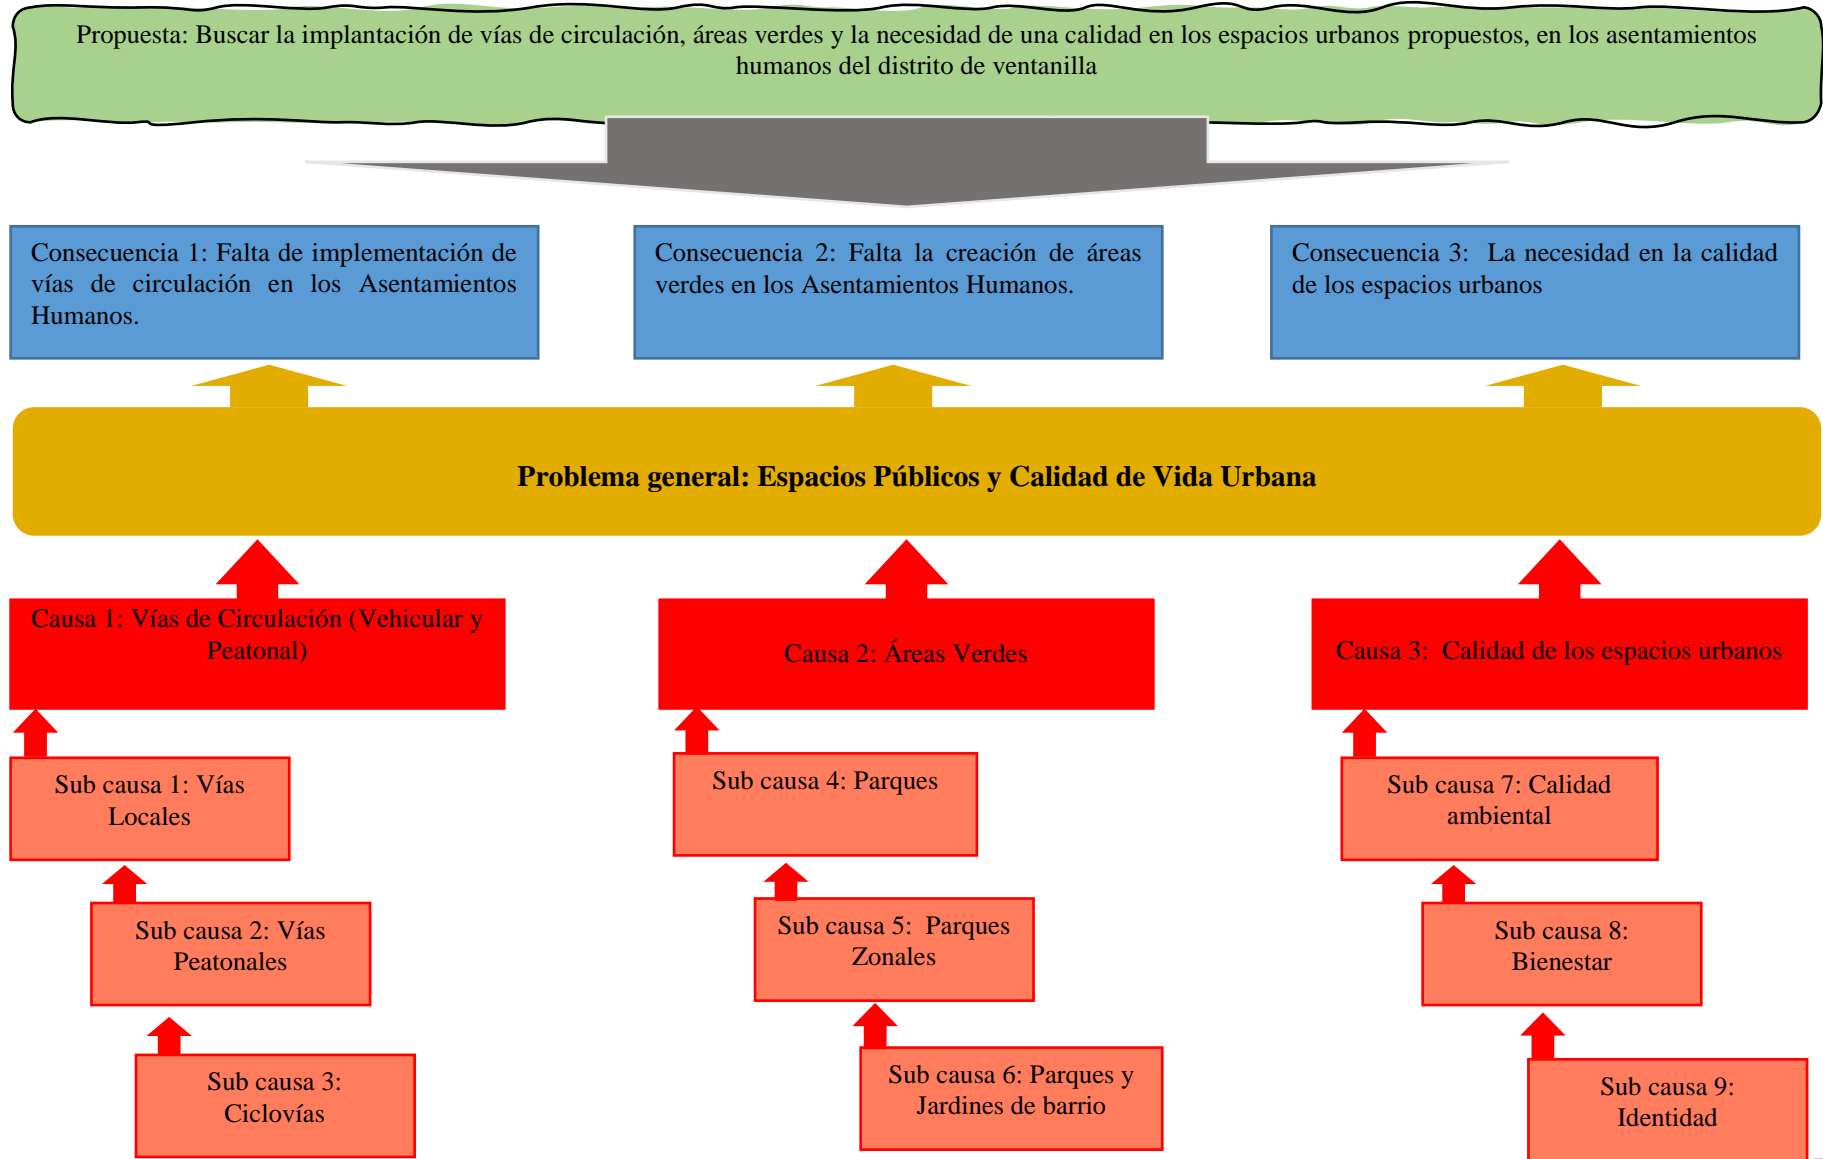 Propuesta: Buscar la implantación de vías de circulación, áreas verdes y la necesidad de una calidad en los espacios urbanos propuestos, en los asentamientos
humanos del distrito de ventanilla
Consecuencia 1: Falta de implementación de
vías de circulación en los Asentamientos
Humanos.
Consecuencia 2: Falta la creación de áreas
verdes en los Asentamientos Humanos.
Consecuencia 3: La necesidad en la calidad
de los espacios urbanos
Problema general: Espacios Públicos y Calidad de Vida Urbana
Causa 1: Vías de Circulación (Vehicular y
Peatonal)
Causa 2: Áreas Verdes
Causa 3: Calidad de los espacios urbanos
Sub causa 1: Vías
Locales
Sub causa 4: Parques
Sub causa 7: Calidad
ambiental
Sub causa 2: Vías
Peatonales
Sub causa 5: Parques
Zonales
Sub causa 8:
Bienestar
Sub causa 3:
Ciclovías
Sub causa 6: Parques y
Jardines de barrio
Sub causa 9:
Identidad